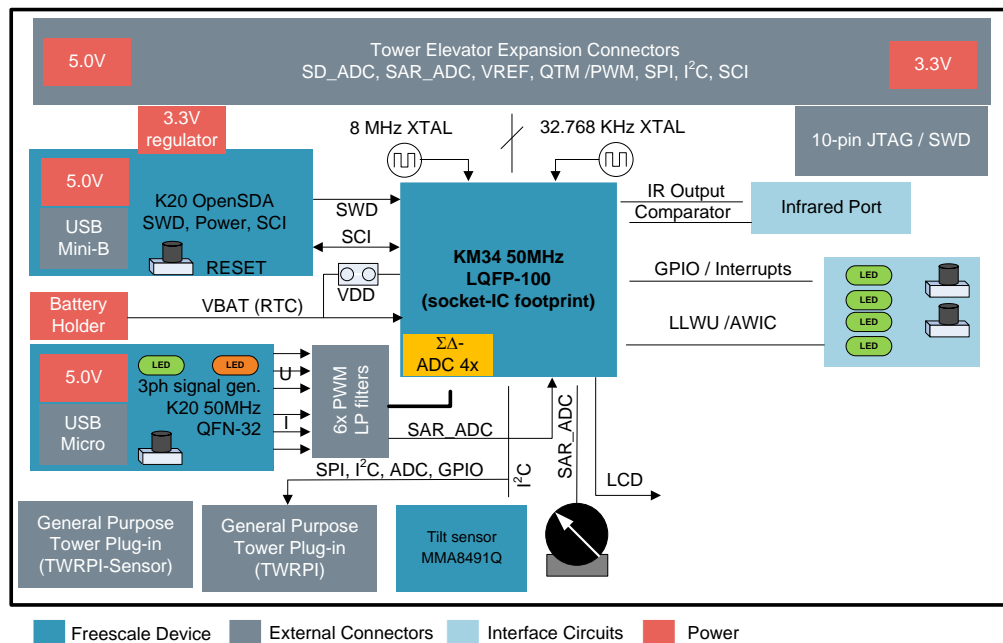 Tower Elevator Expansion Connectors
5.0V
SD_ADC, SAR_ADC, VREF, QTM /PWM, SPI, I²C, SCI
3.3V
3.3V
regulator
8 MHz XTAL
32.768 KHz XTAL
10-pin JTAG / SWD
5.0V
USB
Mini-B
K20 OpenSDA
SWD, Power, SCI
RESET
SWD
SCI
VDD
IR Output
Comparator
Infrared Port
KM34 50MHz
LQFP-100
(socket-IC footprint)
GPIO / Interrupts
LLWU /AWIC
LED
LED
LED
LED
Battery
Holder
VBAT (RTC)
ΣΔ-
ADC 4x
5.0V
USB
Micro
LED
LED
3ph signal gen.
K20 50MHz
QFN-32
U
I
6x PWM
LP filters
SAR_ADC
SPI, I²C, ADC, GPIO
I²C
SAR_ADC
LCD
General Purpose
Tower Plug-in
(TWRPI-Sensor)
General Purpose
Tower Plug-in
(TWRPI)
Tilt sensor
MMA8491Q
Freescale Device
External Connectors
Interface Circuits
Power